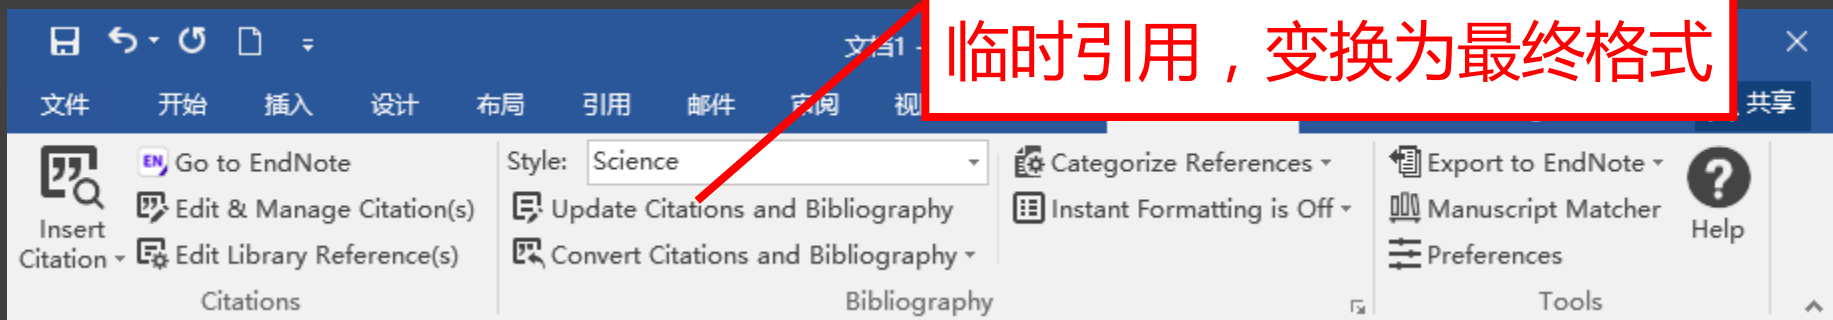 文档1 -
临时引用，变换为最终格式
文件 开始 插入 设计 布局 引用 邮件 审阅 共享
Insert Citation
EN Go to EndNote
Edit & Manage Citation(s)
Edit Library Reference(s)
Citations
Style: Science
Update Citations and Bibliography
Convert Citations and Bibliography
Categorize References
Instant Formatting is Off
Bibliography
Export to EndNote
Manuscript Matcher
Preferences
Tools
Help